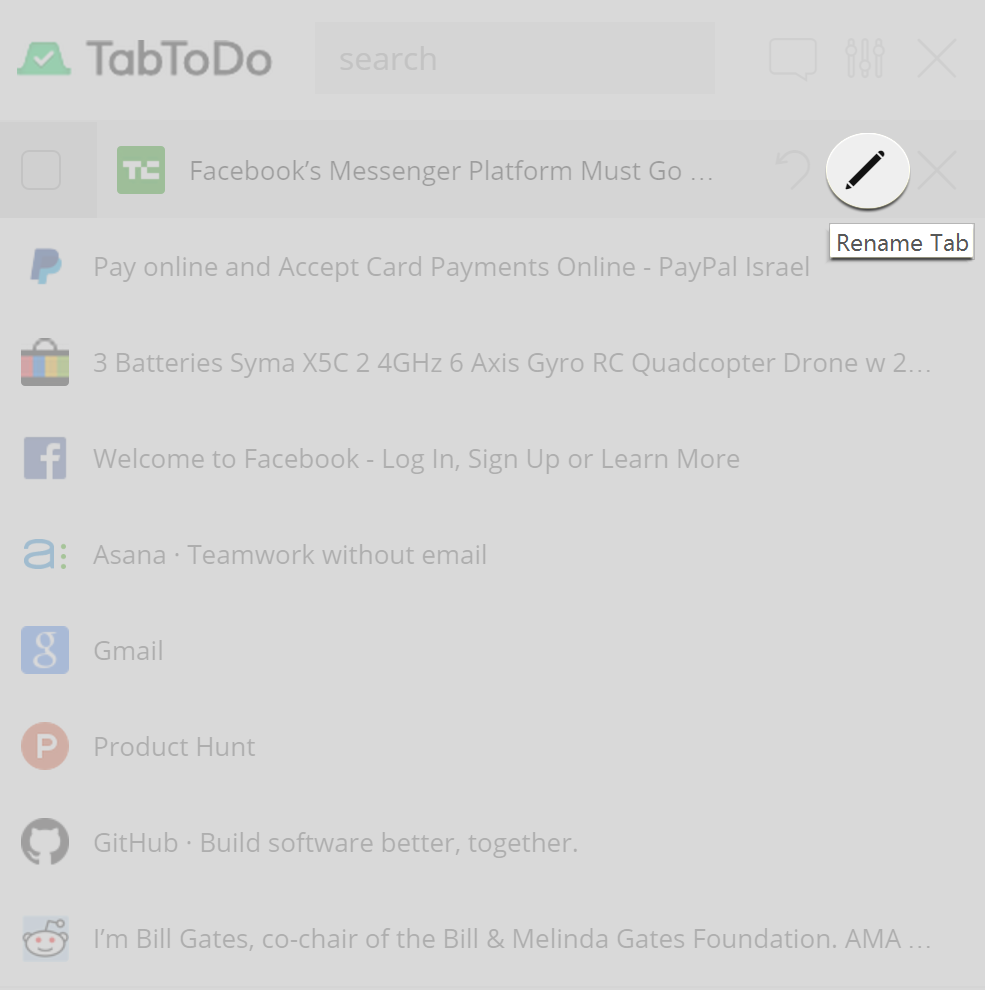 TabToDo
search
TC
Facebook’s Messenger Platform Must Go ...
Rename Tab
Pay online and Accept Card Payments Online - PayPal Israel
3 Batteries Syma X5C 2 4GHz 6 Axis Gyro RC Quadcopter Drone w 2...
Welcome to Facebook - Log In, Sign Up or Learn More
Asana · Teamwork without email
Gmail
Product Hunt
GitHub · Build software better, together.
I’m Bill Gates, co-chair of the Bill & Melinda Gates Foundation. AMA ...